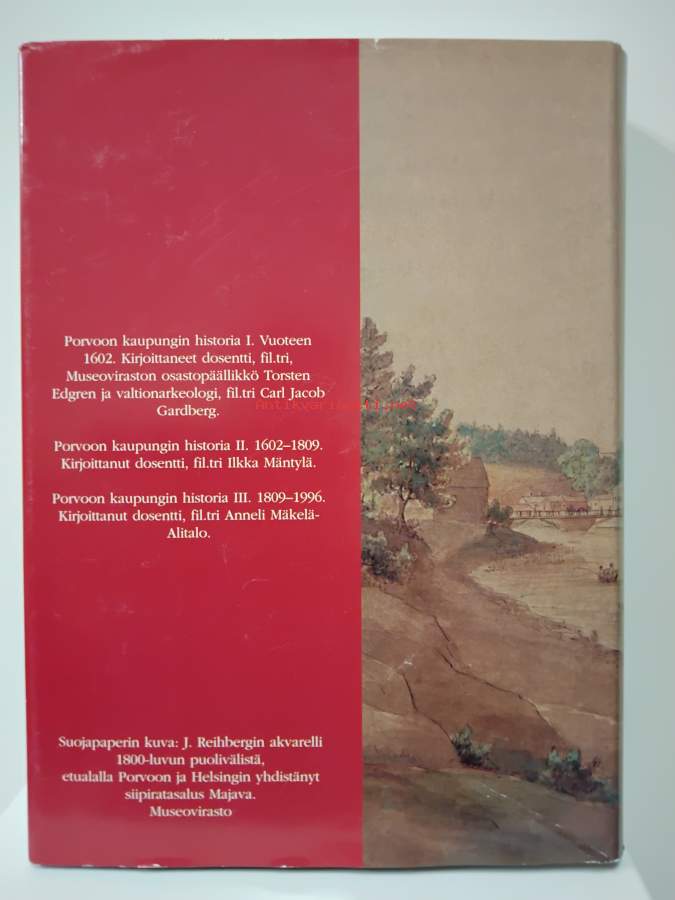 Porvoon kaupungin historia I. Vuoteen
1602. Kirjoittaneet dosentti, fil.tri,
Museoviraston osastopäällikkö Torsten
Edgren ja valtionarkeologi, fil.tri Carl Jacob
Gardberg.
Porvoon kaupungin historia II. 1602–1809.
Kirjoittanut dosentti, fil.tri Ilkka Mäntylä.
Porvoon kaupungin historia III. 1809–1996.
Kirjoittanut dosentti, fil.tri Anneli Mäkelä-
Alitalo.
Suojapaperin kuva: J. Reihbergin akvarelli
1800-luvun puolivälistä,
etualalla Porvoon ja Helsingin yhdistänyt
siipiratasalus Majava.
Museovirasto